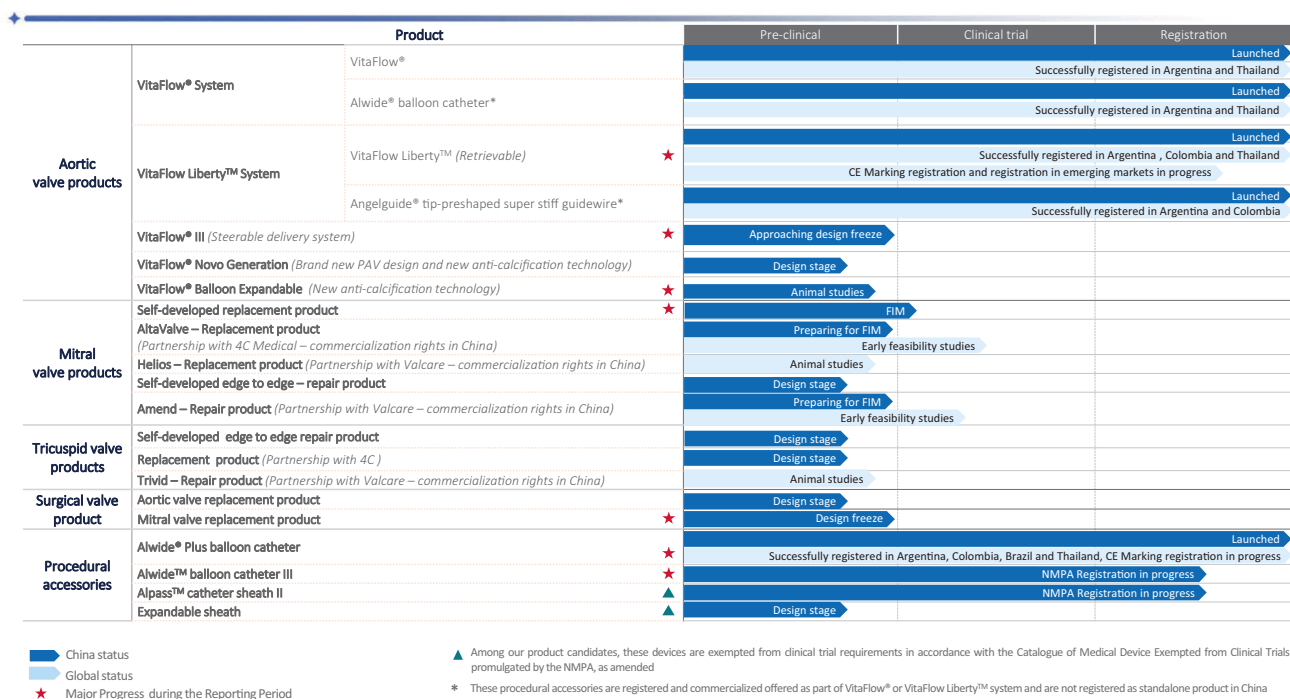 Product
Pre-clinical
Clinical trial
Registration
Aortic
valve products
VitaFlow® System
VitaFlow®
Launched
Successfully registered in Argentina and Thailand
Alwide® balloon catheter*
Launched
Successfully registered in Argentina and Thailand
VitaFlow Liberty™ System
VitaFlow Liberty™ (Retrievable) ★
Launched
Successfully registered in Argentina , Colombia and Thailand
CE Marking registration and registration in emerging markets in progress
Angelguide® tip-preshaped super stiff guidewire*
Launched
Successfully registered in Argentina and Colombia
VitaFlow® III (Steerable delivery system) ★
Approaching design freeze
VitaFlow® Novo Generation (Brand new PAV design and new anti-calcification technology)
Design stage
VitaFlow® Balloon Expandable (New anti-calcification technology) ★
Animal studies
Mitral
valve products
Self-developed replacement product ★
FIM
AltaValve – Replacement product
(Partnership with 4C Medical – commercialization rights in China)
Preparing for FIM
Early feasibility studies
Helios – Replacement product (Partnership with Valcare – commercialization rights in China)
Animal studies
Self-developed edge to edge – repair product
Design stage
Amend – Repair product (Partnership with Valcare – commercialization rights in China)
Preparing for FIM
Early feasibility studies
Tricuspid valve
products
Self-developed edge to edge repair product
Design stage
Replacement product (Partnership with 4C )
Design stage
Trivid – Repair product (Partnership with Valcare – commercialization rights in China)
Animal studies
Surgical valve
product
Aortic valve replacement product
Design stage
Mitral valve replacement product ★
Design freeze
Procedural
accessories
Alwide® Plus balloon catheter ★
Launched
Successfully registered in Argentina, Colombia, Brazil and Thailand, CE Marking registration in progress
Alwide™ balloon catheter III ★
NMPA Registration in progress
Alpass™ catheter sheath II ▲
NMPA Registration in progress
Expandable sheath ▲
Design stage
China status
Global status
★ Major Progress during the Reporting Period
▲ Among our product candidates, these devices are exempted from clinical trial requirements in accordance with the Catalogue of Medical Device Exempted from Clinical Trials
promulgated by the NMPA, as amended
* These procedural accessories are registered and commercialized offered as part of VitaFlow® or VitaFlow Liberty™ system and are not registered as standalone product in China